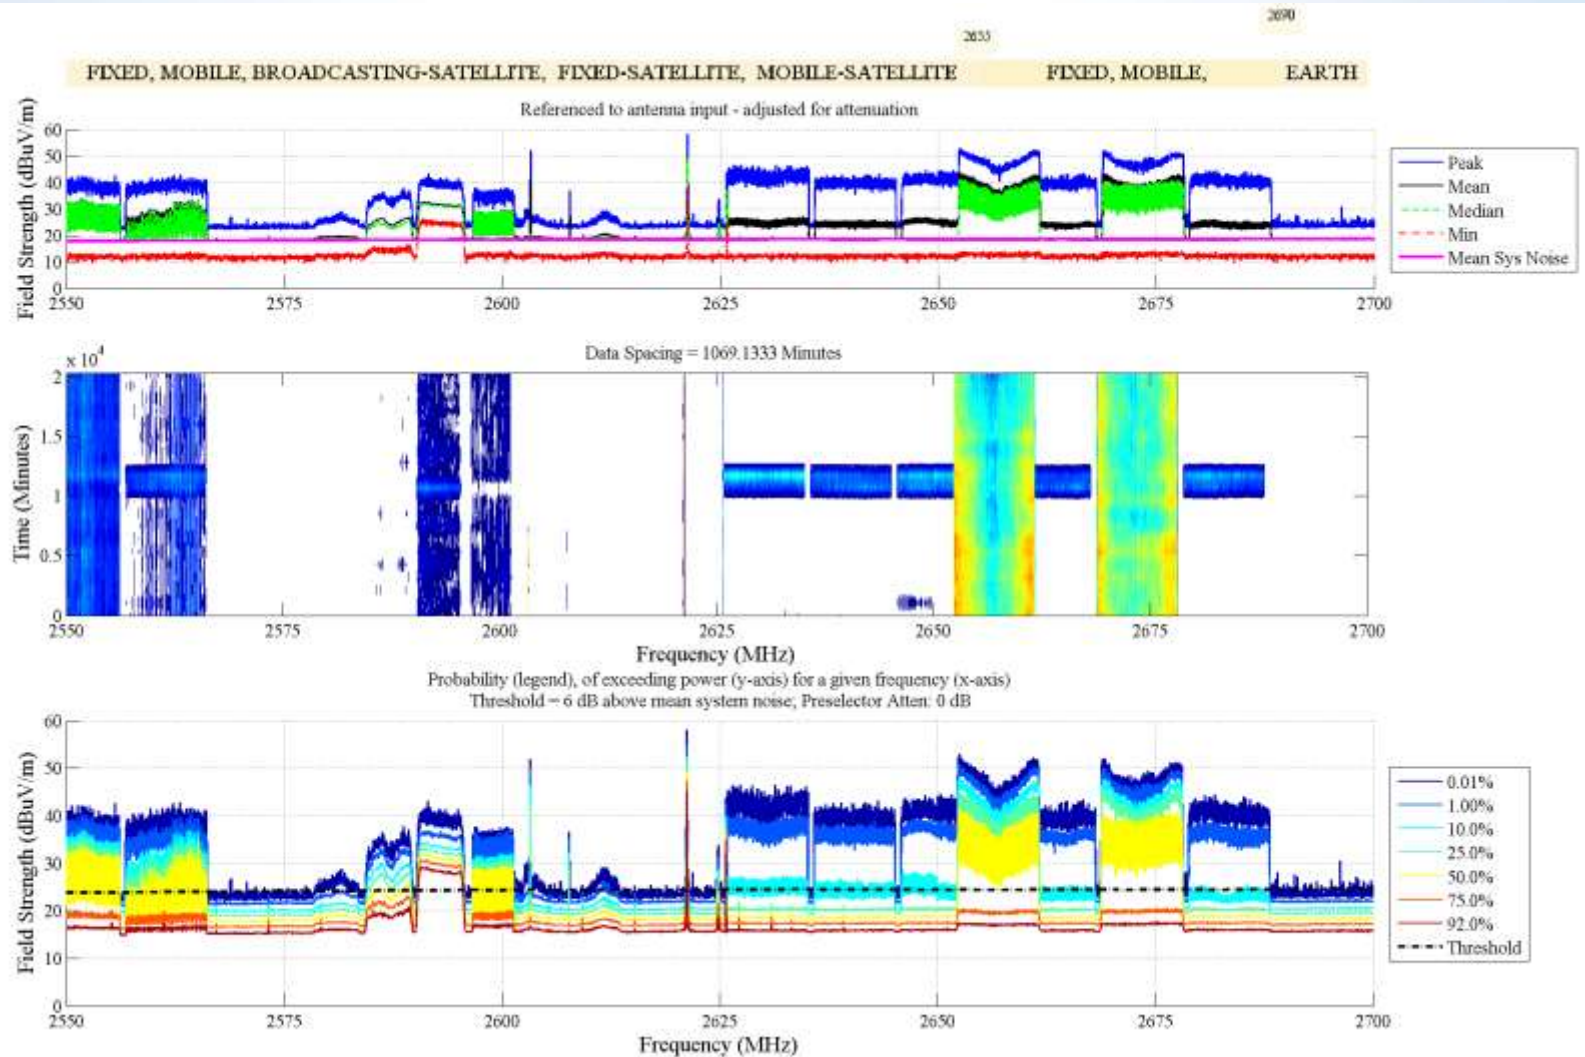 2690
2655
FIXED, MOBILE, BROADCASTING-SATELLITE, FIXED-SATELLITE, MOBILE-SATELLITE FIXED, MOBILE, EARTH
Referenced to antenna input - adjusted for attenuation
Field Strength (dBuV/m)
60
50
40
30
20
10
0
2550 2575 2600 2625 2650 2675 2700
Peak
Mean
Median
Min
Mean Sys Noise
x 10^4
Data Spacing = 1069.1333 Minutes
Time (Minutes)
2
1.5
1
0.5
0
2550 2575 2600 2625 2650 2675 2700
Frequency (MHz)
Probability (legend), of exceeding power (y-axis) for a given frequency (x-axis)
Threshold = 6 dB above mean system noise; Preselector Atten: 0 dB
Field Strength (dBuV/m)
60
50
40
30
20
10
0
2550 2575 2600 2625 2650 2675 2700
Frequency (MHz)
0.01%
1.00%
10.0%
25.0%
50.0%
75.0%
92.0%
Threshold